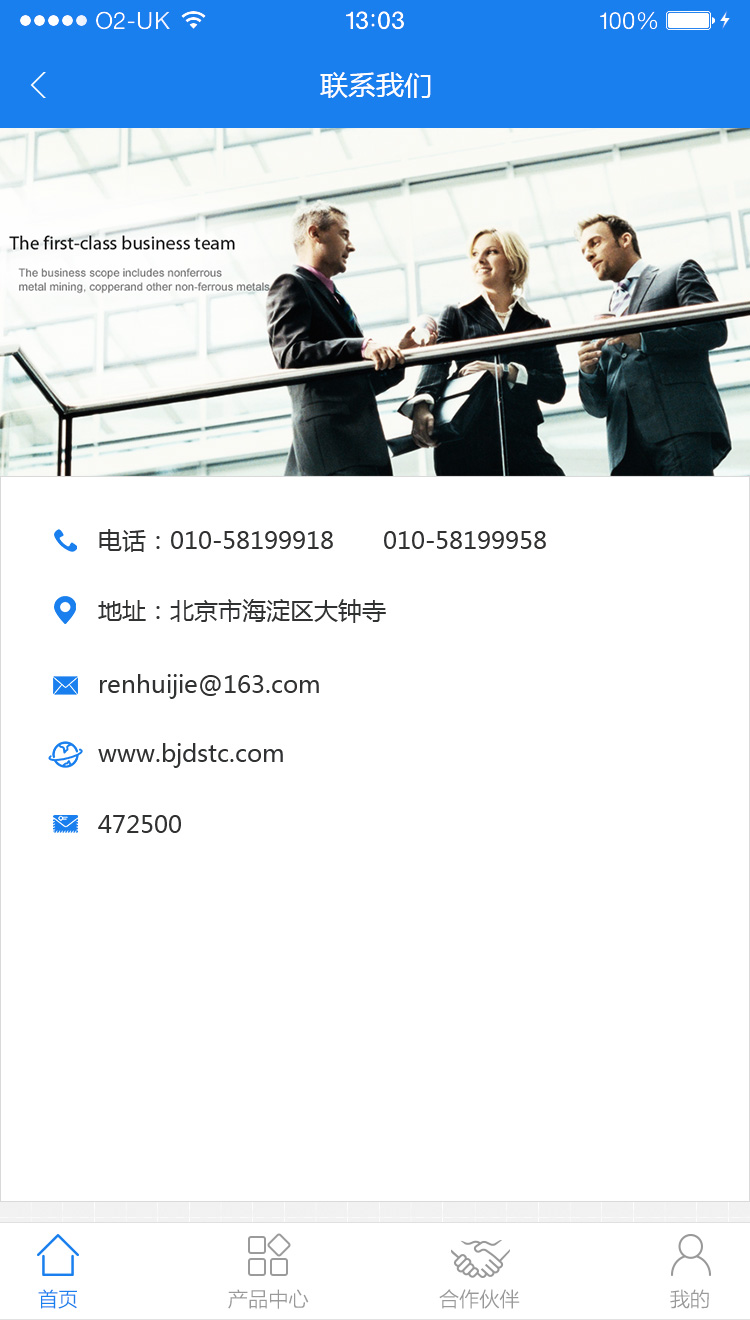 O2-UK 13:03 100%
联系我们
The first-class business team
The business scope includes nonferrous
metal mining, copperand other non-ferrous metals
电话：010-58199918 010-58199958
地址：北京市海淀区大钟寺
renhuijie@163.com
www.bjdstc.com
472500
首页 产品中心 合作伙伴 我的